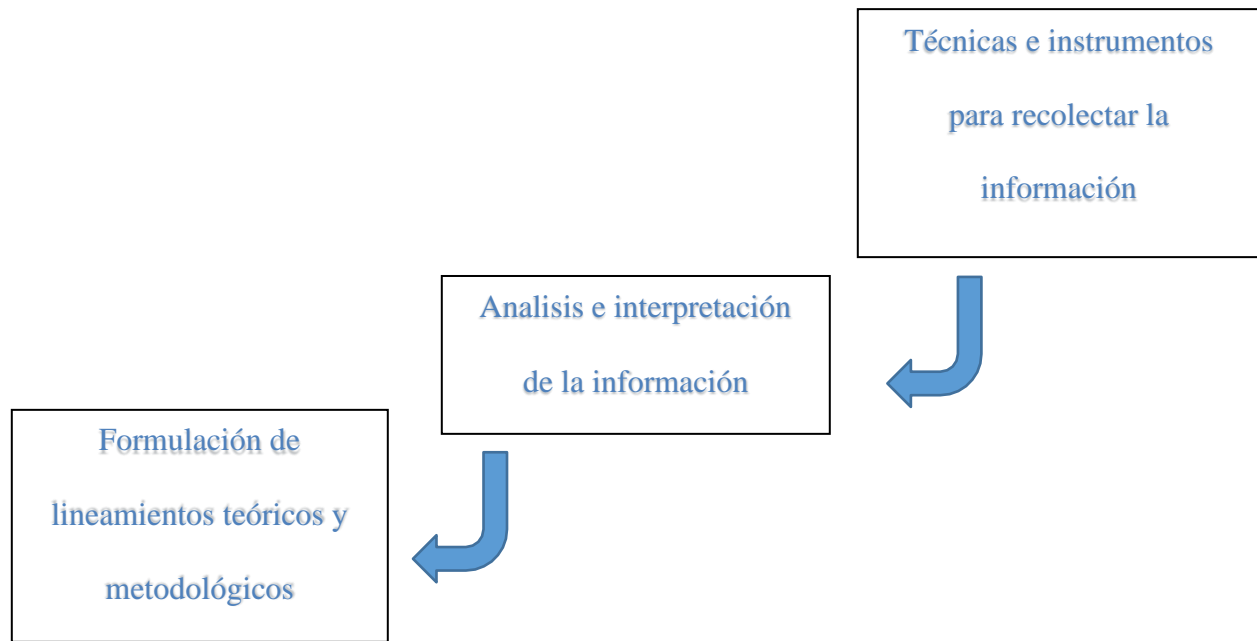 Técnicas e instrumentos
para recolectar la
información
Analisis e interpretación
de la información
Formulación de
lineamientos teóricos y
metodológicos